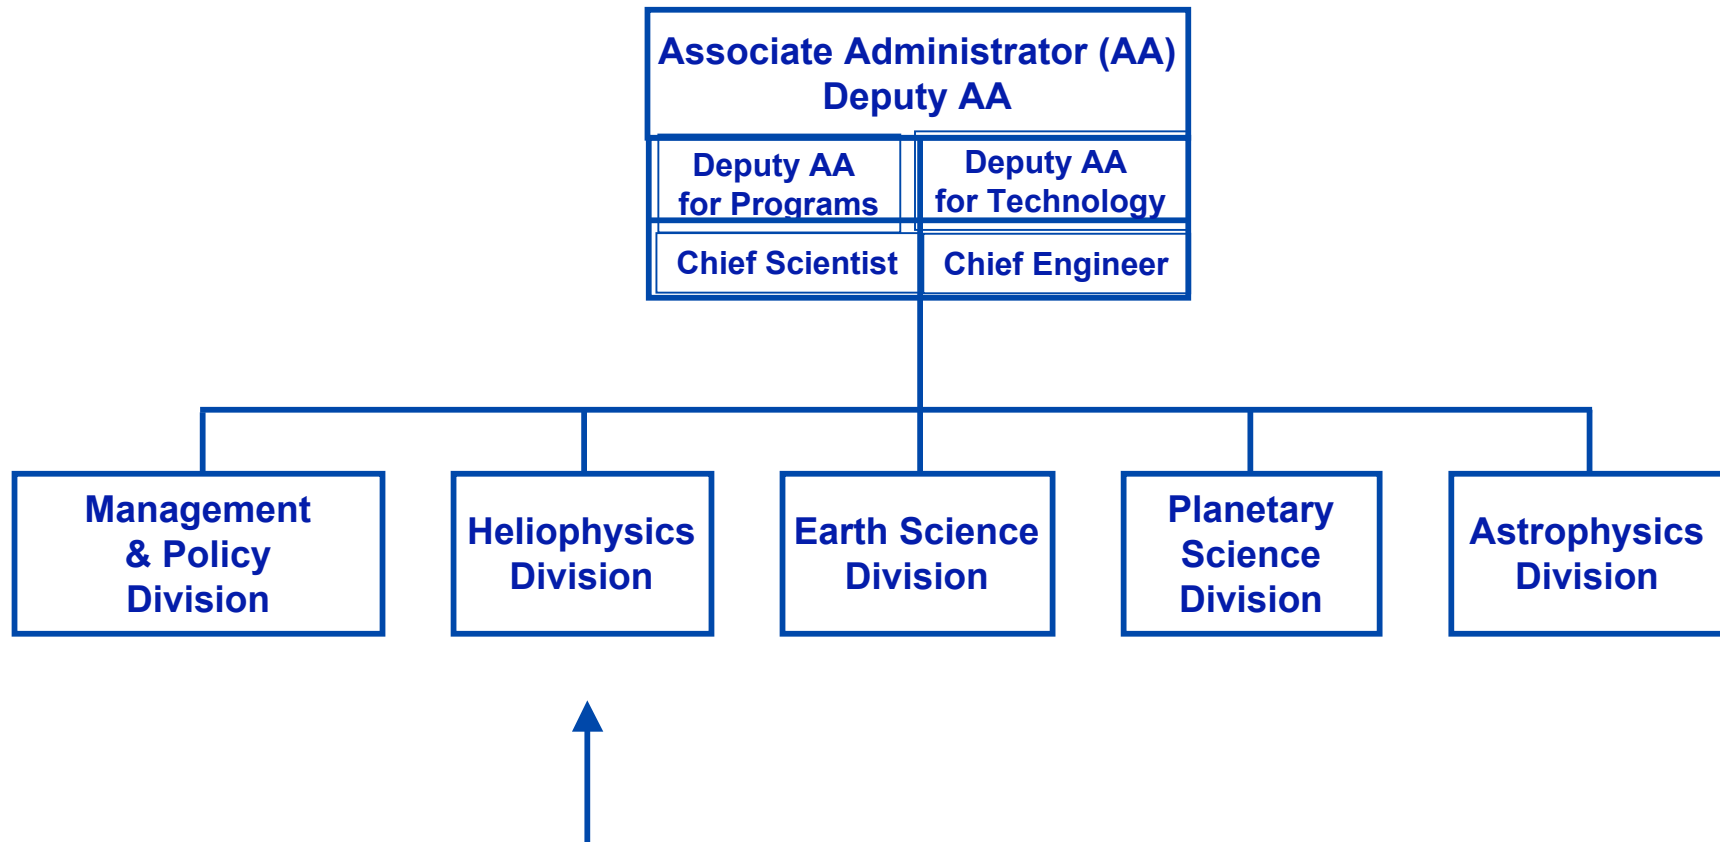 Associate Administrator (AA)
Deputy AA
Deputy AA
for Programs
Deputy AA
for Technology
Chief Scientist
Chief Engineer
Management
& Policy
Division
Heliophysics
Division
Earth Science
Division
Planetary
Science
Division
Astrophysics
Division